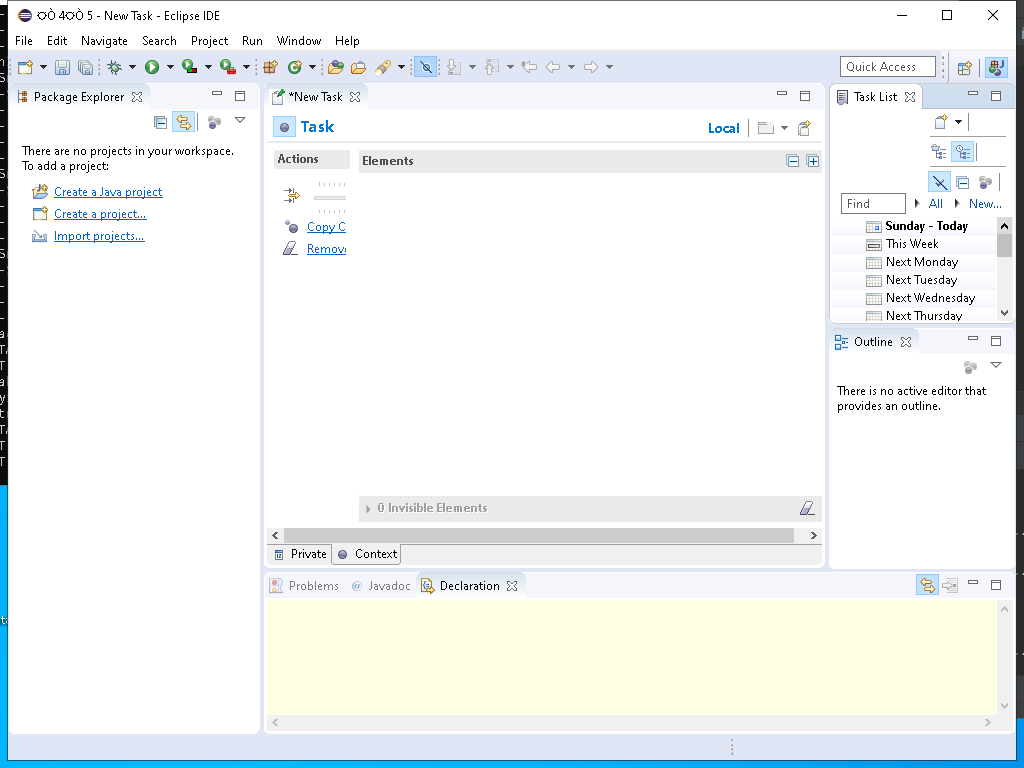 4 5 - New Task - Eclipse IDE
File Edit Navigate Search Project Run Window Help
Quick Access
Package Explorer
There are no projects in your workspace.
To add a project:
Create a Java project
Create a project...
Import projects...
*New Task
Task
Local
Actions
Elements
Copy C
Remov
0 Invisible Elements
Private Context
Problems @ Javadoc Declaration
Task List
Find All New...
Sunday - Today
This Week
Next Monday
Next Tuesday
Next Wednesday
Next Thursday
Outline
There is no active editor that
provides an outline.